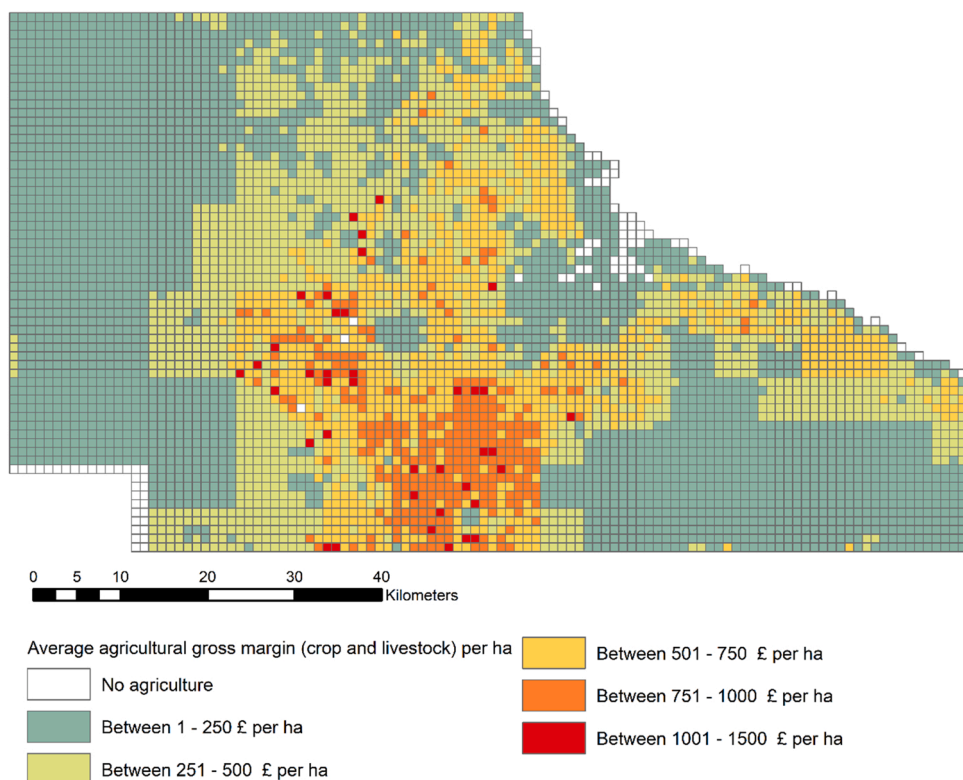 0 5 10 20 30 40
Kilometers
Average agricultural gross margin (crop and livestock) per ha
No agriculture
Between 1 - 250 £ per ha
Between 251 - 500 £ per ha
Between 501 - 750 £ per ha
Between 751 - 1000 £ per ha
Between 1001 - 1500 £ per ha